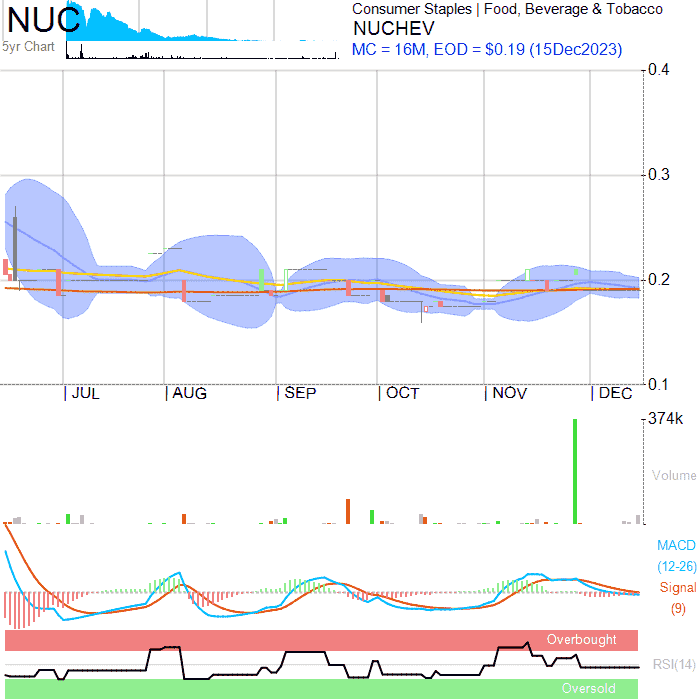 NUC
Consumer Staples | Food, Beverage & Tobacco
NUCHEV
5yr Chart
MC = 16M, EOD = $0.19 (15Dec2023)
0.4
0.3
0.2
0.1
| JUL
| AUG
| SEP
| OCT
| NOV
| DEC
374k
Volume
MACD
(12-26)
Signal
(9)
Overbought
RSI(14)
Oversold